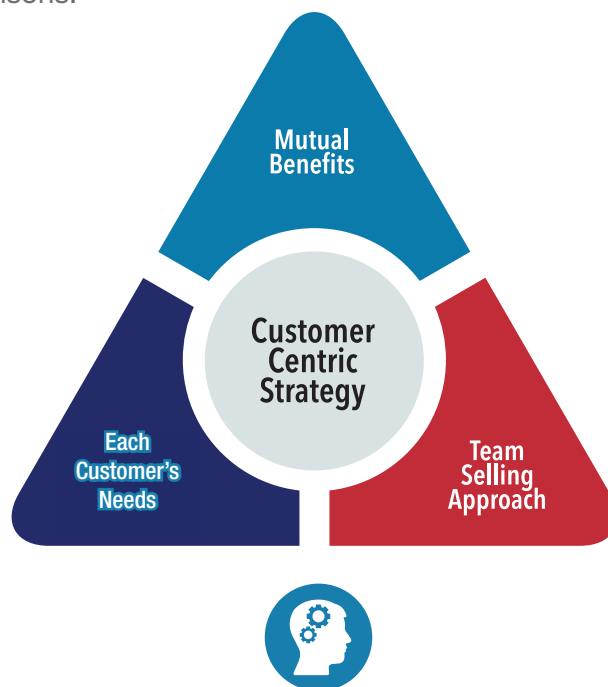 Mutual
Benefits
Customer
Centric
Strategy
Each
Customer's
Needs
Team
Selling
Approach